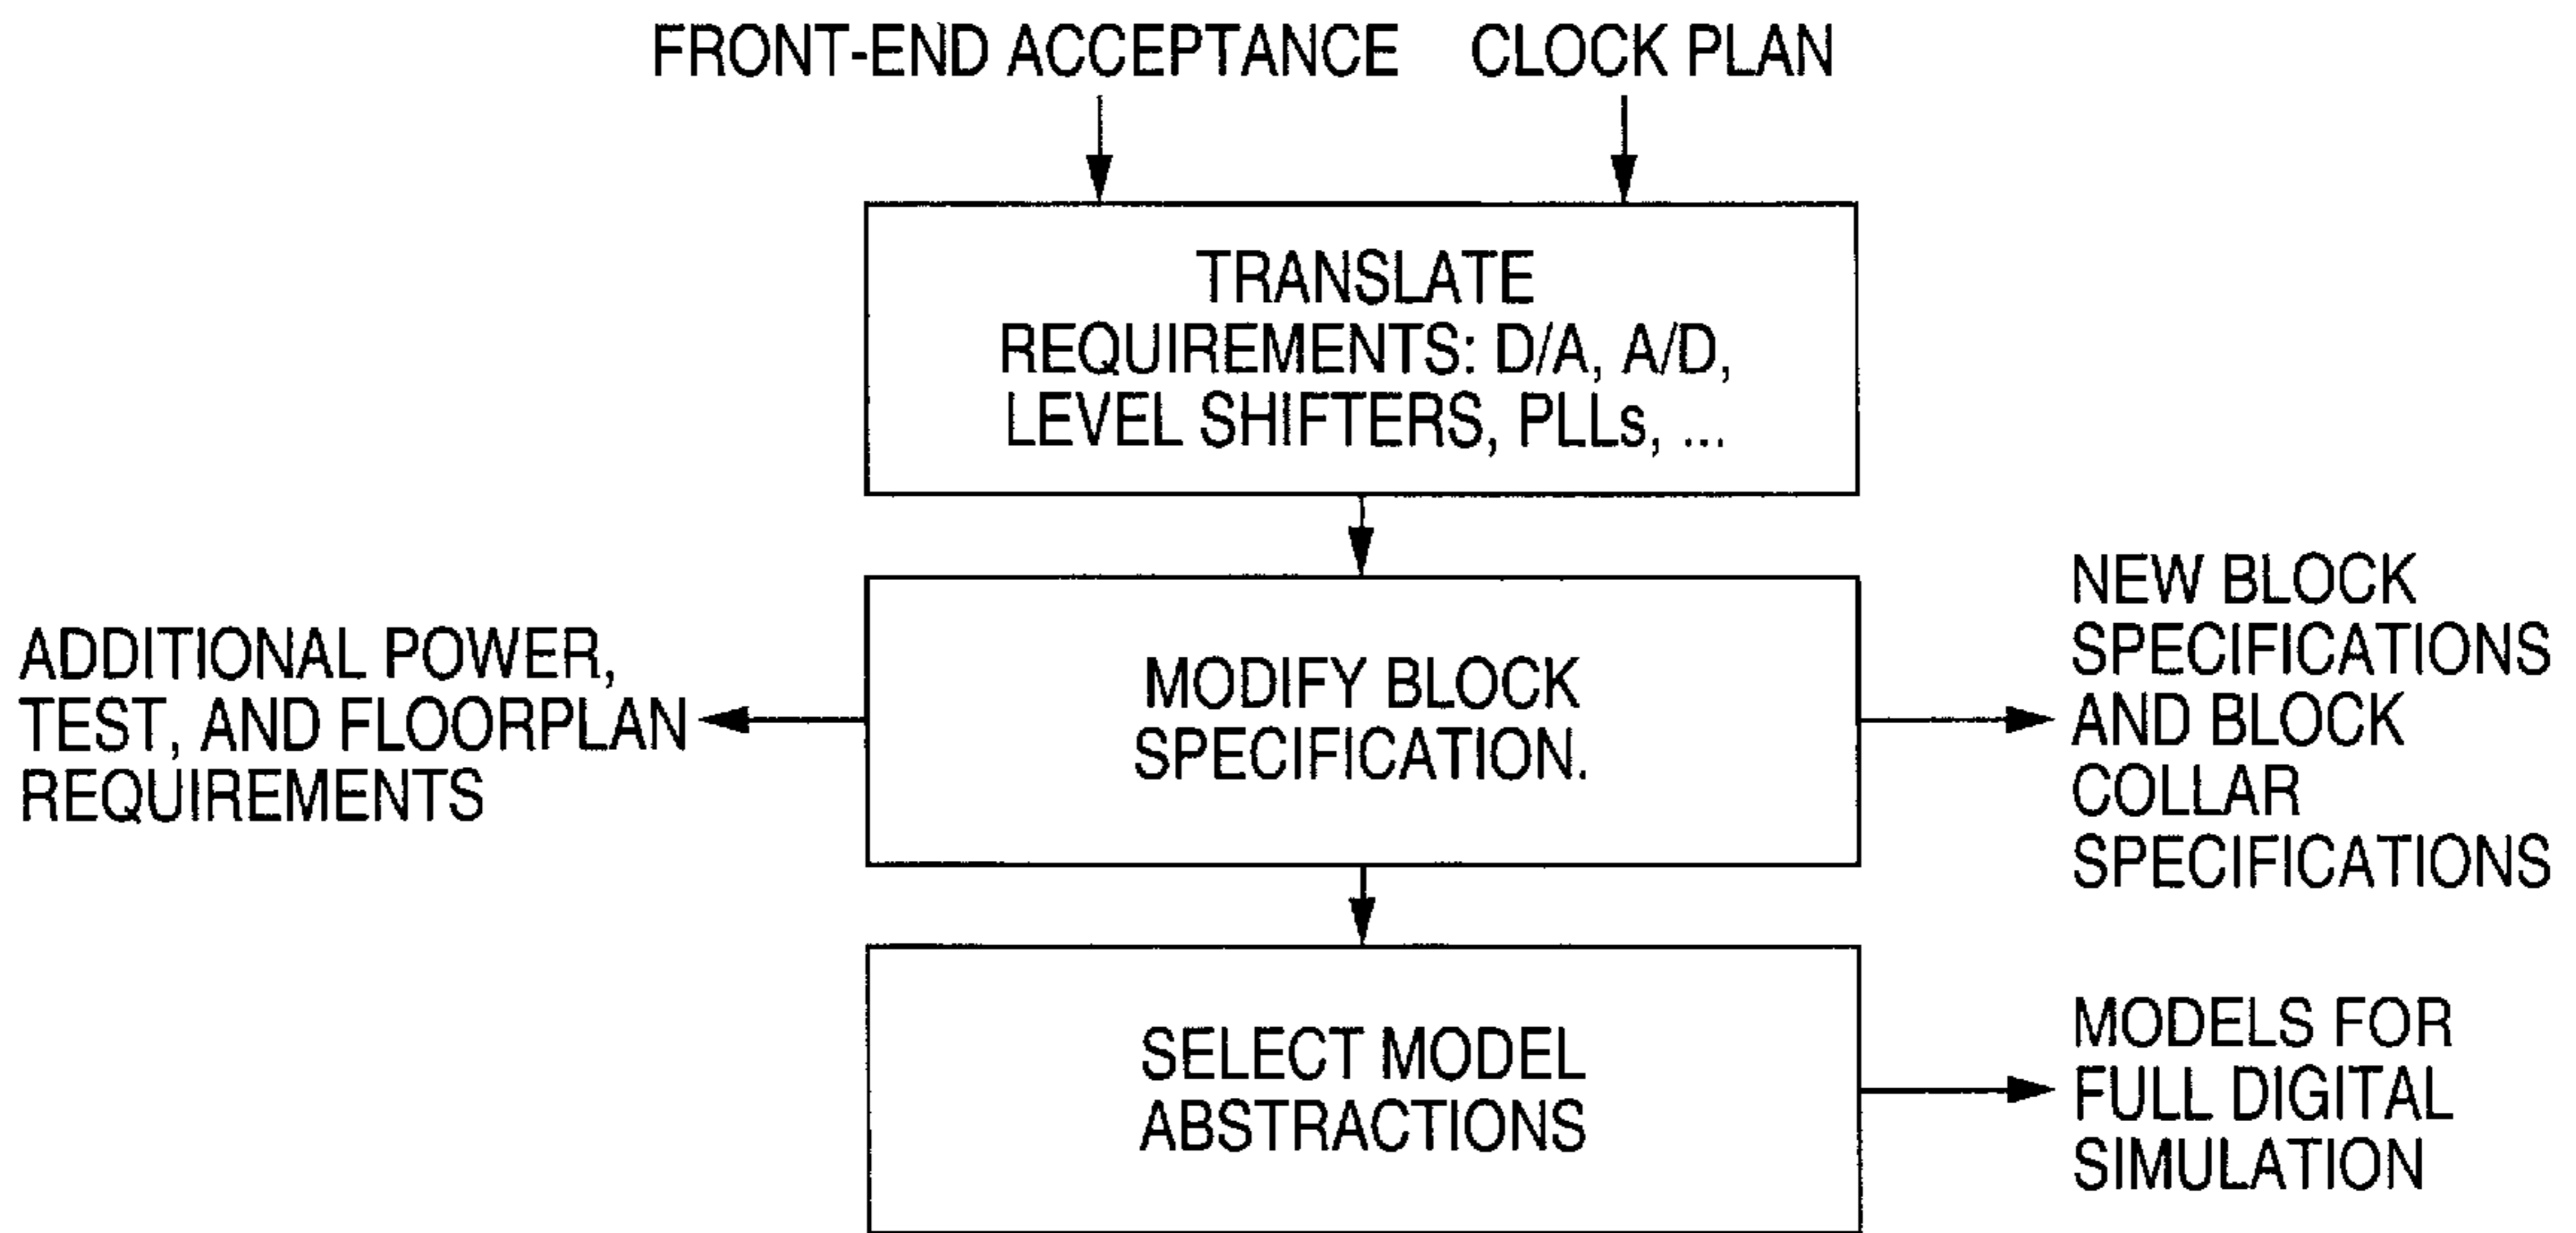 FRONT-END ACCEPTANCE
CLOCK PLAN
TRANSLATE
REQUIREMENTS: D/A, A/D,
LEVEL SHIFTERS, PLLs, ...
ADDITIONAL POWER,
TEST, AND FLOORPLAN
REQUIREMENTS
MODIFY BLOCK
SPECIFICATION.
NEW BLOCK
SPECIFICATIONS
AND BLOCK
COLLAR
SPECIFICATIONS
SELECT MODEL
ABSTRACTIONS
MODELS FOR
FULL DIGITAL
SIMULATION